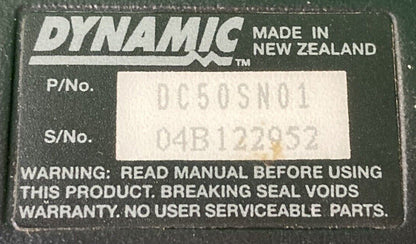 DYNAMIC™ MADE IN
NEW ZEALAND
P/No. DC50SN01
S/No. 04B122952
WARNING: READ MANUAL BEFORE USING
THIS PRODUCT. BREAKING SEAL VOIDS
WARRANTY. NO USER SERVICEABLE PARTS.